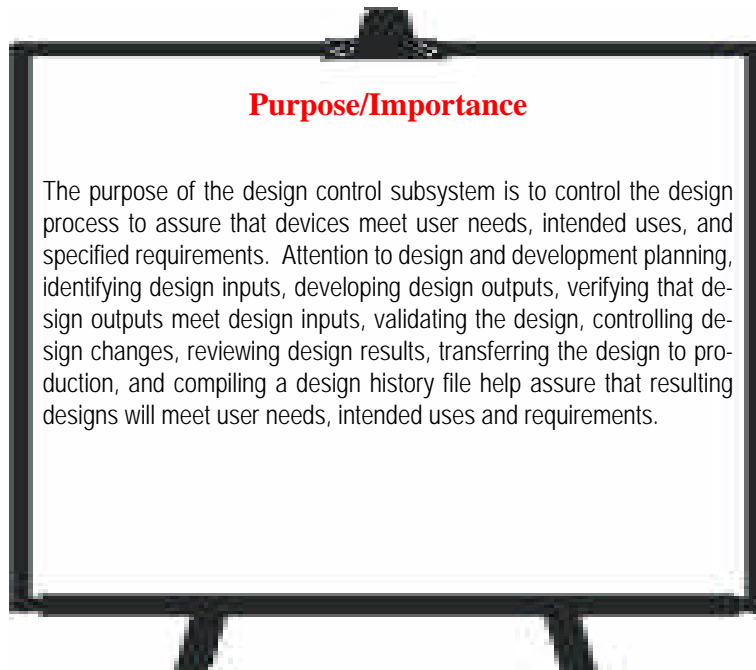 Purpose/Importance
The purpose of the design control subsystem is to control the design
process to assure that devices meet user needs, intended uses, and
specified requirements.  Attention to design and development planning,
identifying design inputs, developing design outputs, verifying that de-
sign outputs meet design inputs, validating the design, controlling de-
sign changes, reviewing design results, transferring the design to pro-
duction, and compiling a design history file help assure that resulting
designs will meet user needs, intended uses and requirements.